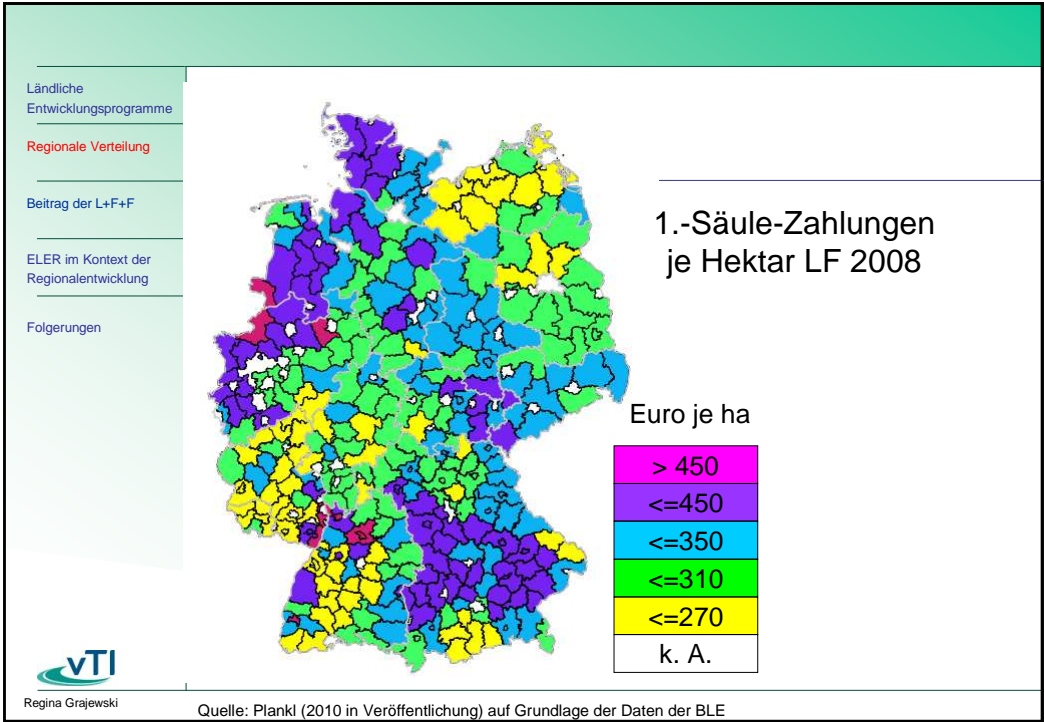 Ländliche
Entwicklungsprogramme
Regionale Verteilung
Beitrag der L+F+F
ELER im Kontext der
Regionalentwicklung
Folgerungen
1.-Säule-Zahlungen
je Hektar LF 2008
Euro je ha
> 450
<=450
<=350
<=310
<=270
k. A.
vTI
Regina Grajewski
Quelle: Plankl (2010 in Veröffentlichung) auf Grundlage der Daten der BLE